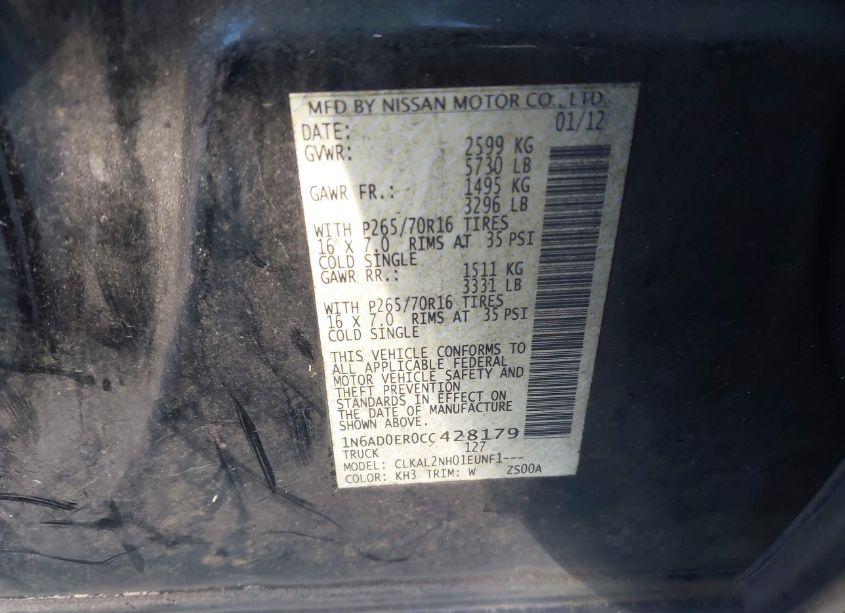 MFD BY NISSAN MOTOR CO., LTD.
DATE: 01/12
GVWR: 2599 KG
5730 LB
GAWR FR.: 1495 KG
3296 LB
WITH P265/70R16 TIRES
16 X 7.0 RIMS AT 35 PSI
COLD SINGLE
GAWR RR.: 1511 KG
3331 LB
WITH P265/70R16 TIRES
16 X 7.0 RIMS AT 35 PSI
COLD SINGLE
THIS VEHICLE CONFORMS TO
ALL APPLICABLE FEDERAL
MOTOR VEHICLE SAFETY AND
THEFT PREVENTION
STANDARDS IN EFFECT ON
THE DATE OF MANUFACTURE
SHOWN ABOVE.
1N6AD0ER0CC428179
TRUCK 127
MODEL: CLKAL2NH01EUNF1---
COLOR: KH3 TRIM: W ZS00A